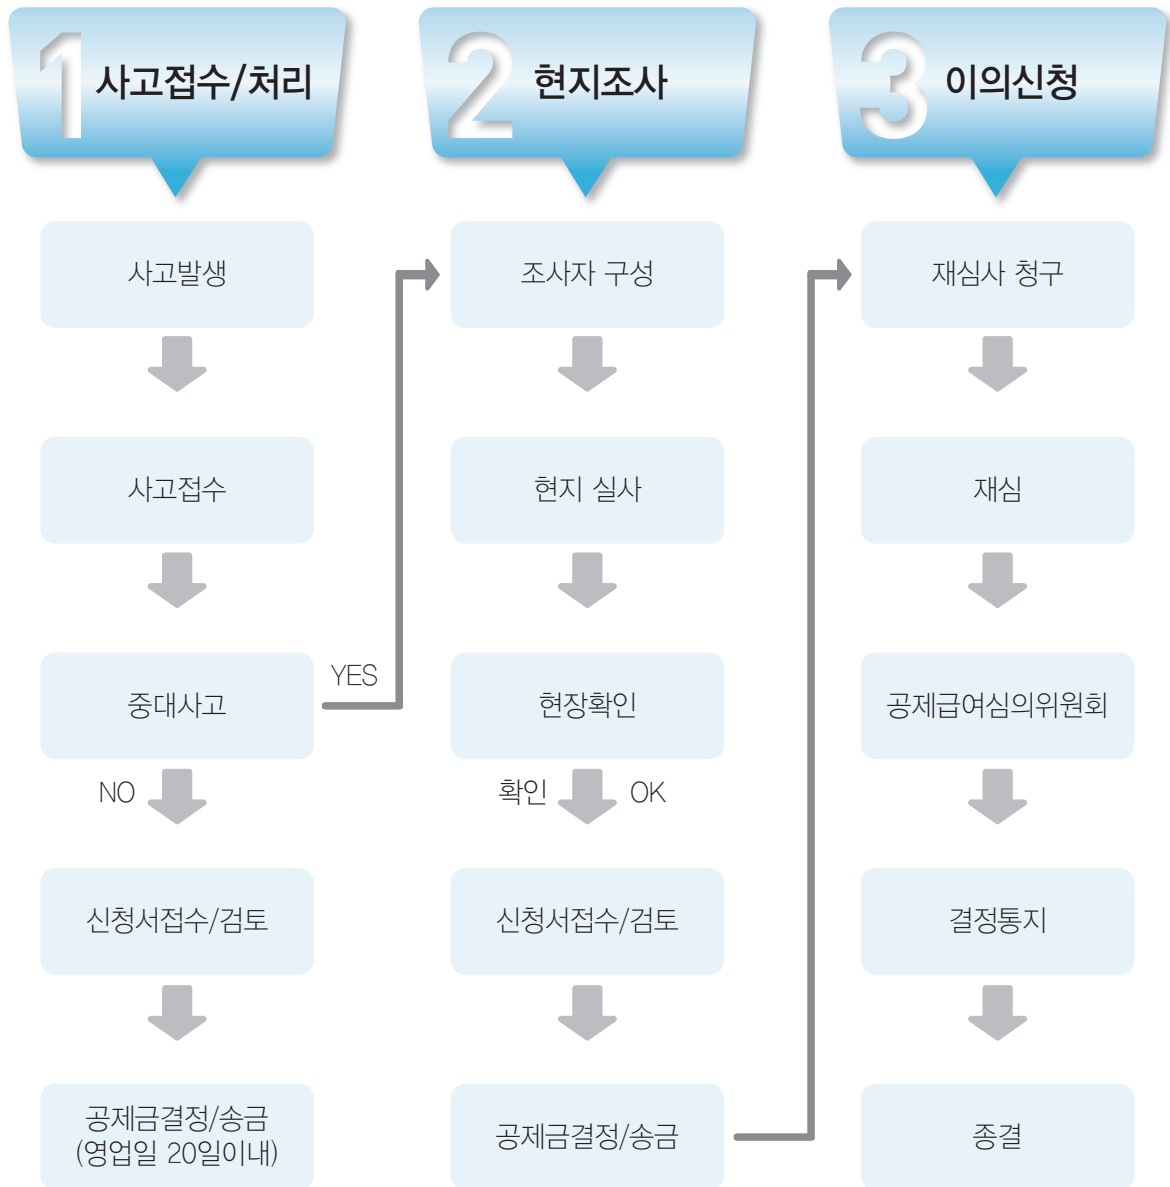 1 사고접수/처리
사고발생
사고접수
중대사고
YES
NO
신청서접수/검토
공제금결정/송금
(영업일 20일이내)
2 현지조사
조사자 구성
현지 실사
현장확인
확인 OK
신청서접수/검토
공제금결정/송금
3 이의신청
재심사 청구
재심
공제급여심의위원회
결정통지
종결